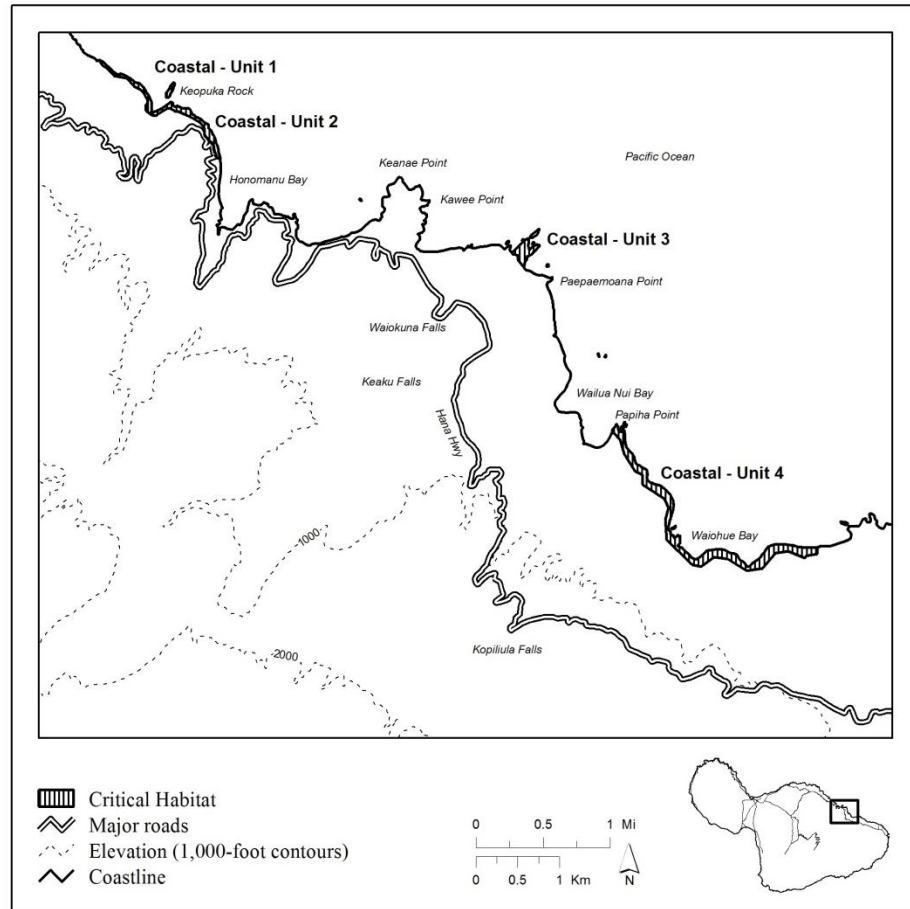 Coastal - Unit 1
Keopuka Rock
Coastal - Unit 2
Keanae Point
Pacific Ocean
Honomanu Bay
Kawee Point
Coastal - Unit 3
Paepaemoana Point
Waiokuna Falls
Keaku Falls
Wailua Nui Bay
Hana Hwy
Papiha Point
Coastal - Unit 4
1000
Waiohue Bay
2000
Kopiliula Falls
Critical Habitat
Major roads
Elevation (1,000-foot contours)
Coastline
0 0.5 1 Mi
0 0.5 1 Km
N